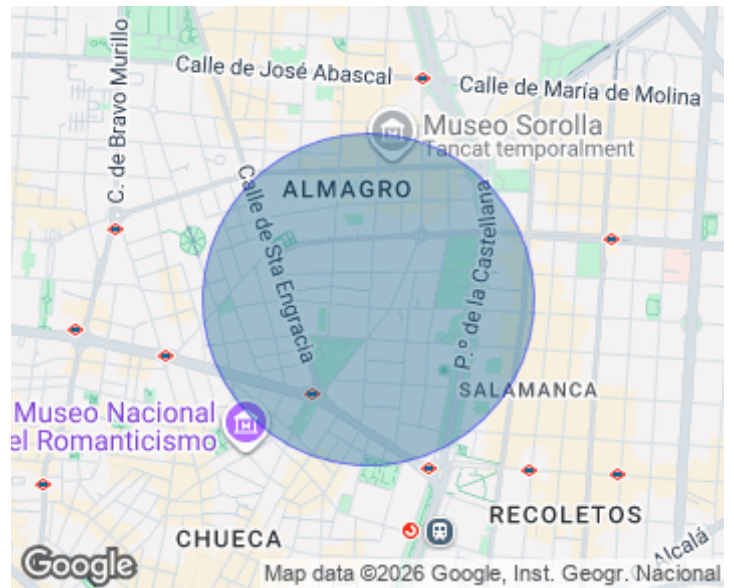 C. de Bravo Murillo
Calle de José Abascal
Calle de María de Molina
Museo Sorolla
Tancat temporalment
ALMAGRO
Calle de Sta Engracia
P.º de la Castellana
SALAMANCA
Museo Nacional
el Romanticismo
RECOLETOS
CHUECA
Alcalá
Google
Map data ©2026 Google, Inst. Geogr. Nacional